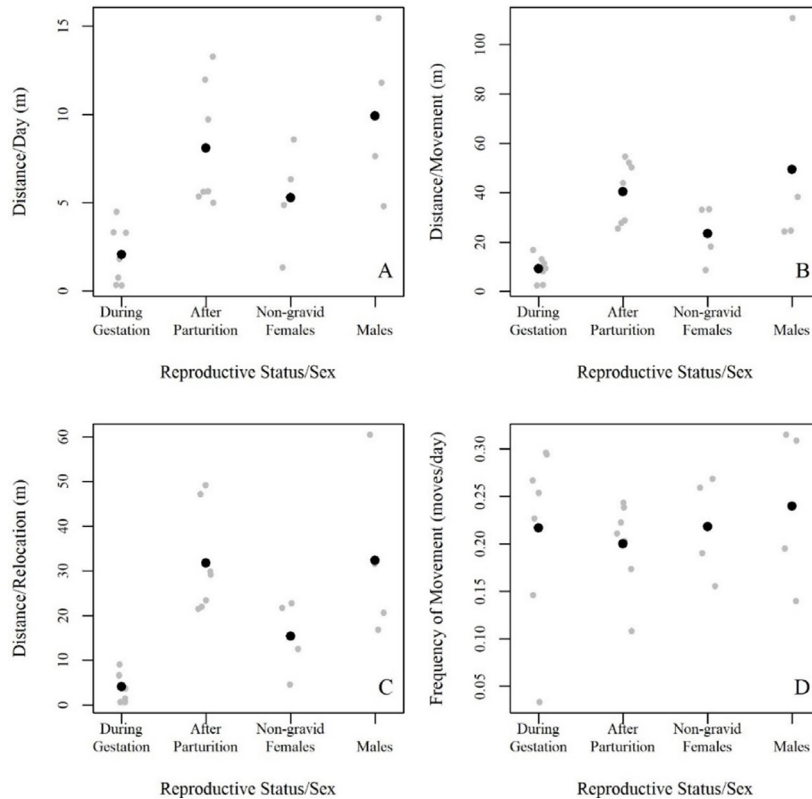 Distance/Day (m)
15
10
5
0
A
During Gestation
After Parturition
Non-gravid Females
Males
Reproductive Status/Sex
Distance/Movement (m)
100
80
60
40
20
0
B
During Gestation
After Parturition
Non-gravid Females
Males
Reproductive Status/Sex
Distance/Relocation (m)
60
50
40
30
20
10
0
C
During Gestation
After Parturition
Non-gravid Females
Males
Reproductive Status/Sex
Frequency of Movement (moves/day)
0.30
0.25
0.20
0.15
0.10
0.05
D
During Gestation
After Parturition
Non-gravid Females
Males
Reproductive Status/Sex